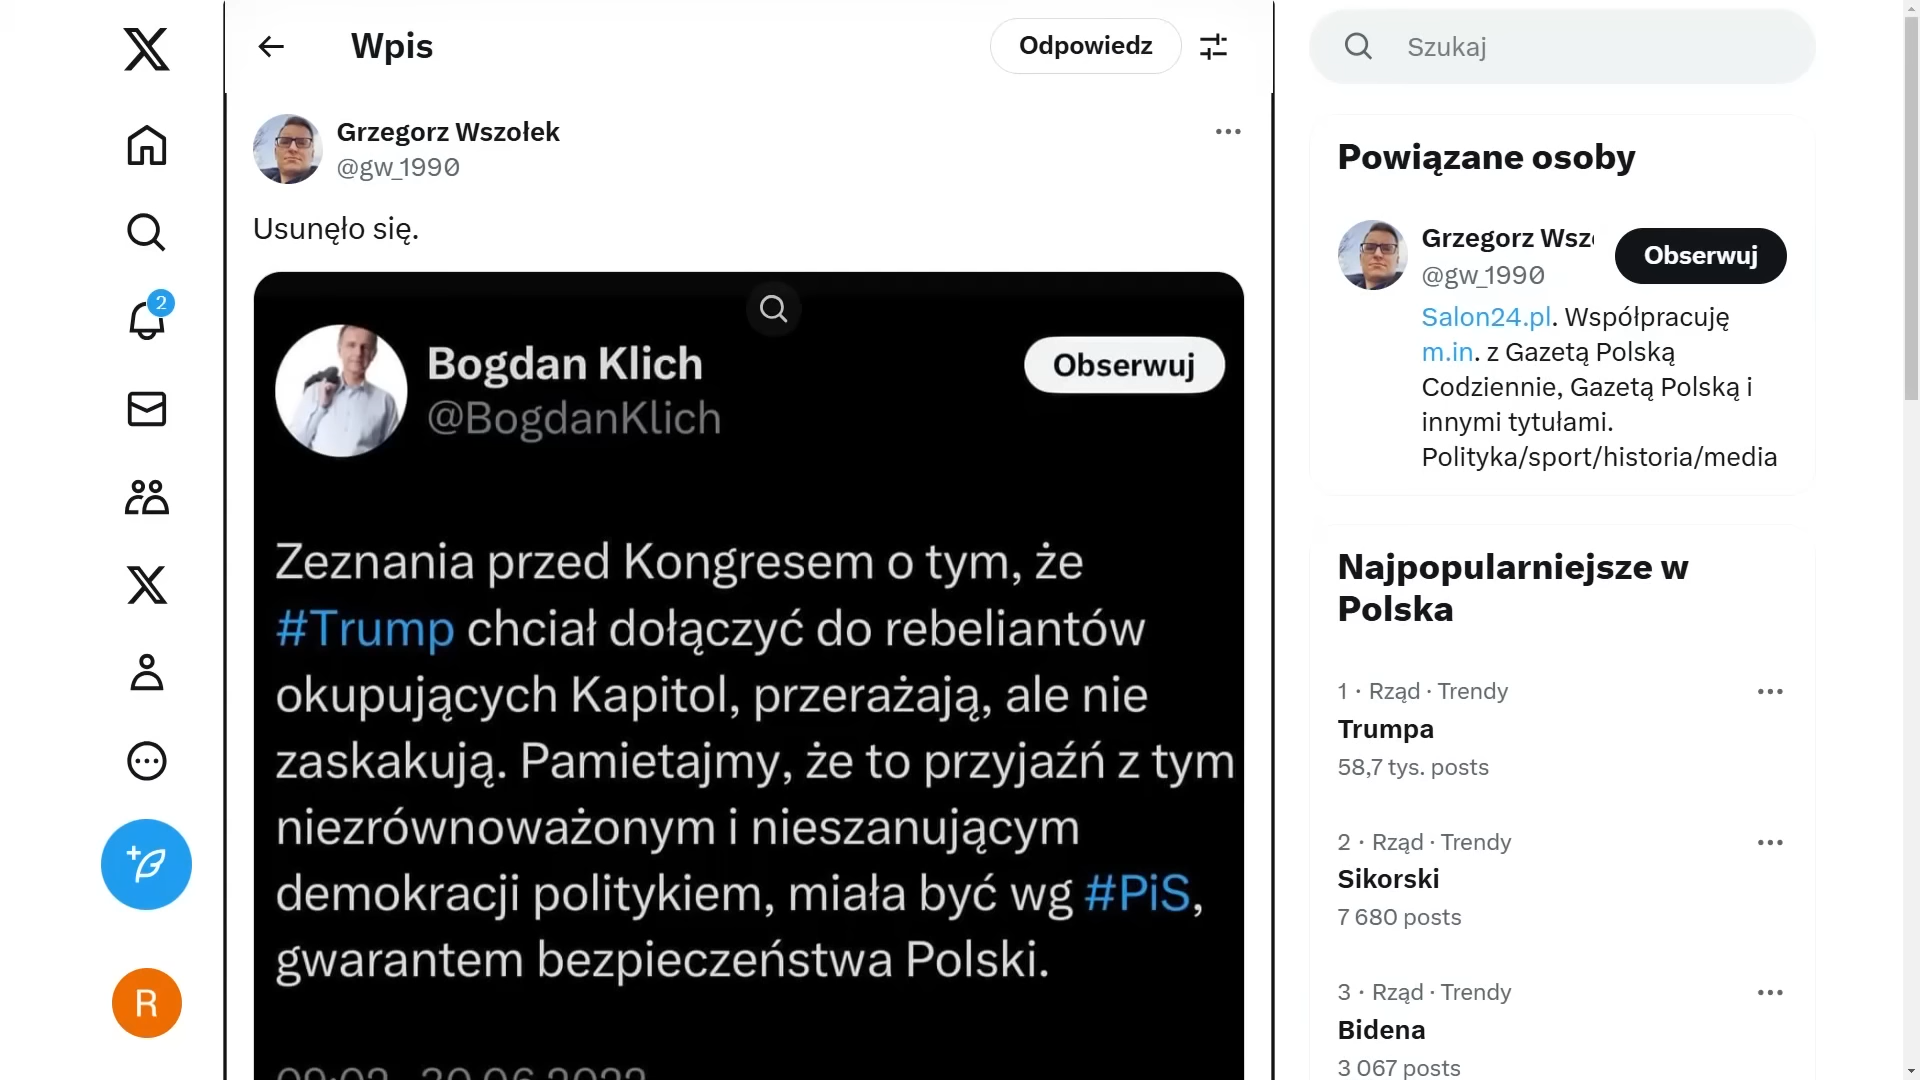 Wpis
Odpowiedz
Grzegorz Wszołek
@gw_1990
Usunęło się.
Bogdan Klich
@BogdanKlich
Obserwuj
Zeznania przed Kongresem o tym, że
#Trump chciał dołączyć do rebeliantów
okupujących Kapitol, przerażają, ale nie
zaskakują. Pamietajmy, że to przyjaźń z tym
niezrównoważonym i nieszanującym
demokracji politykiem, miała być wg #PiS,
gwarantem bezpieczeństwa Polski.
2
R
Szukaj
Powiązane osoby
Grzegorz Wsz
@gw_1990
Obserwuj
Salon24.pl. Współpracuję
m.in. z Gazetą Polską
Codziennie, Gazetą Polską i
innymi tytułami.
Polityka/sport/historia/media
Najpopularniejsze w
Polska
1 · Rząd · Trendy
Trumpa
58,7 tys. posts
2 · Rząd · Trendy
Sikorski
7 680 posts
3 · Rząd · Trendy
Bidena
3 067 posts